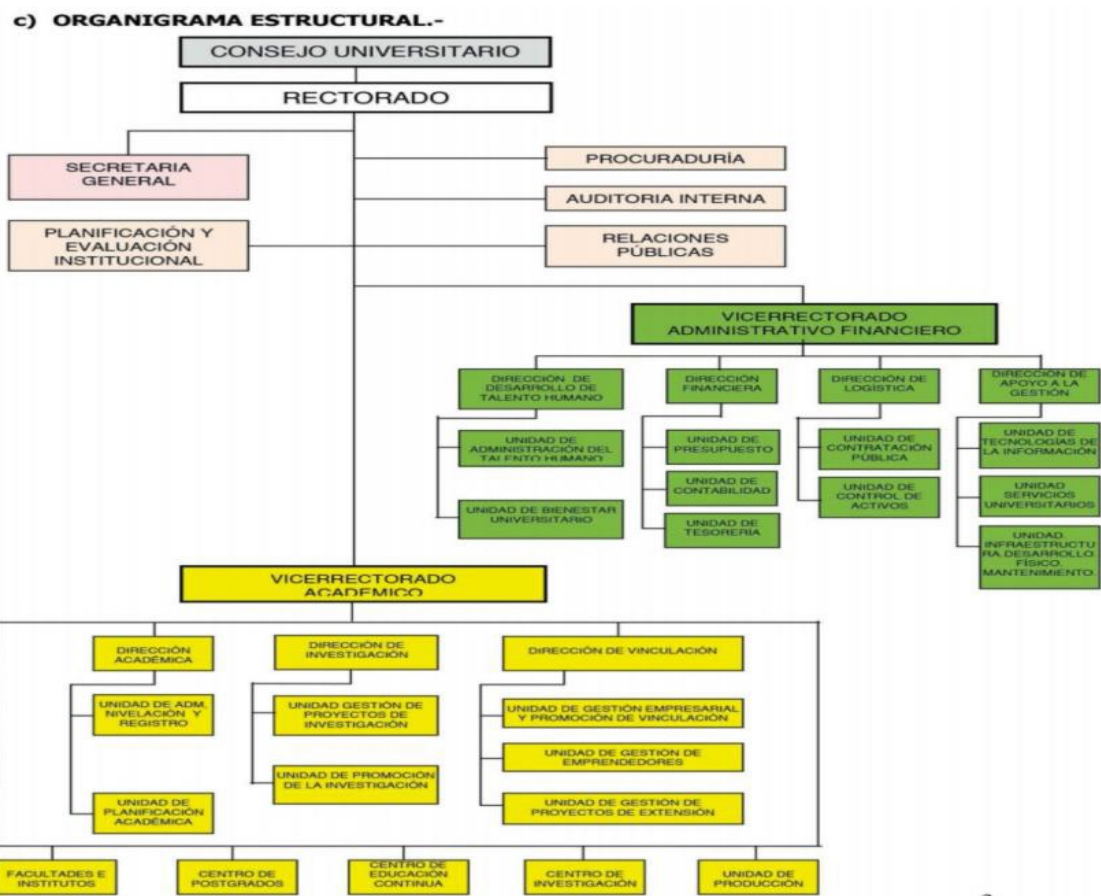 c) ORGANIGRAMA ESTRUCTURAL.-
CONSEJO UNIVERSITARIO
RECTORADO
SECRETARIA
GENERAL
PROCURADURÍA
AUDITORIA INTERNA
PLANIFICACIÓN Y
EVALUACIÓN
INSTITUCIONAL
RELACIONES
PÚBLICAS
VICERRECTORADO
ADMINISTRATIVO FINANCIERO
DIRECCIÓN DE
DESARROLLO DE
TALENTO HUMANO
UNIDAD DE
ADMINISTRACIÓN DEL
TALENTO HUMANO
UNIDAD DE BIENESTAR
UNIVERSITARIO
DIRECCIÓN
FINANCIERA
UNIDAD DE
PRESUPUESTO
UNIDAD DE
CONTABILIDAD
UNIDAD DE
TESORERÍA
DIRECCIÓN DE
LOGÍSTICA
UNIDAD DE
CONTRATACIÓN
PÚBLICA
UNIDAD DE
CONTROL DE
ACTIVOS
DIRECCIÓN DE
APOYO A LA
GESTIÓN
UNIDAD DE
TECNOLOGÍAS DE
LA INFORMACIÓN
UNIDAD
SERVICIOS
UNIVERSITARIOS
UNIDAD.
INFRAESTRUCTU
RA.DESARROLLO.
FÍSICO.
MANTENIMIENTO.
VICERRECTORADO
ACADEMICO
DIRECCIÓN
ACADÉMICA
UNIDAD DE ADM,
NIVELACIÓN Y
REGISTRO
UNIDAD DE
PLANIFICACIÓN
ACADÉMICA
DIRECCIÓN DE
INVESTIGACIÓN
UNIDAD GESTIÓN DE
PROYECTOS DE
INVESTIGACIÓN
UNIDAD DE PROMOCIÓN
DE LA INVESTIGACIÓN
DIRECCIÓN DE VINCULACIÓN
UNIDAD DE GESTIÓN EMPRESARIAL
Y PROMOCIÓN DE VINCULACIÓN
UNIDAD DE GESTIÓN DE
EMPRENDEDORES
UNIDAD DE GESTIÓN DE
PROYECTOS DE EXTENSIÓN
FACULTADES E
INSTITUTOS
CENTRO DE
POSTGRADOS
CENTRO DE
EDUCACIÓN
CONTINUA
CENTRO DE
INVESTIGACIÓN
UNIDAD DE
PRODUCCIÓN